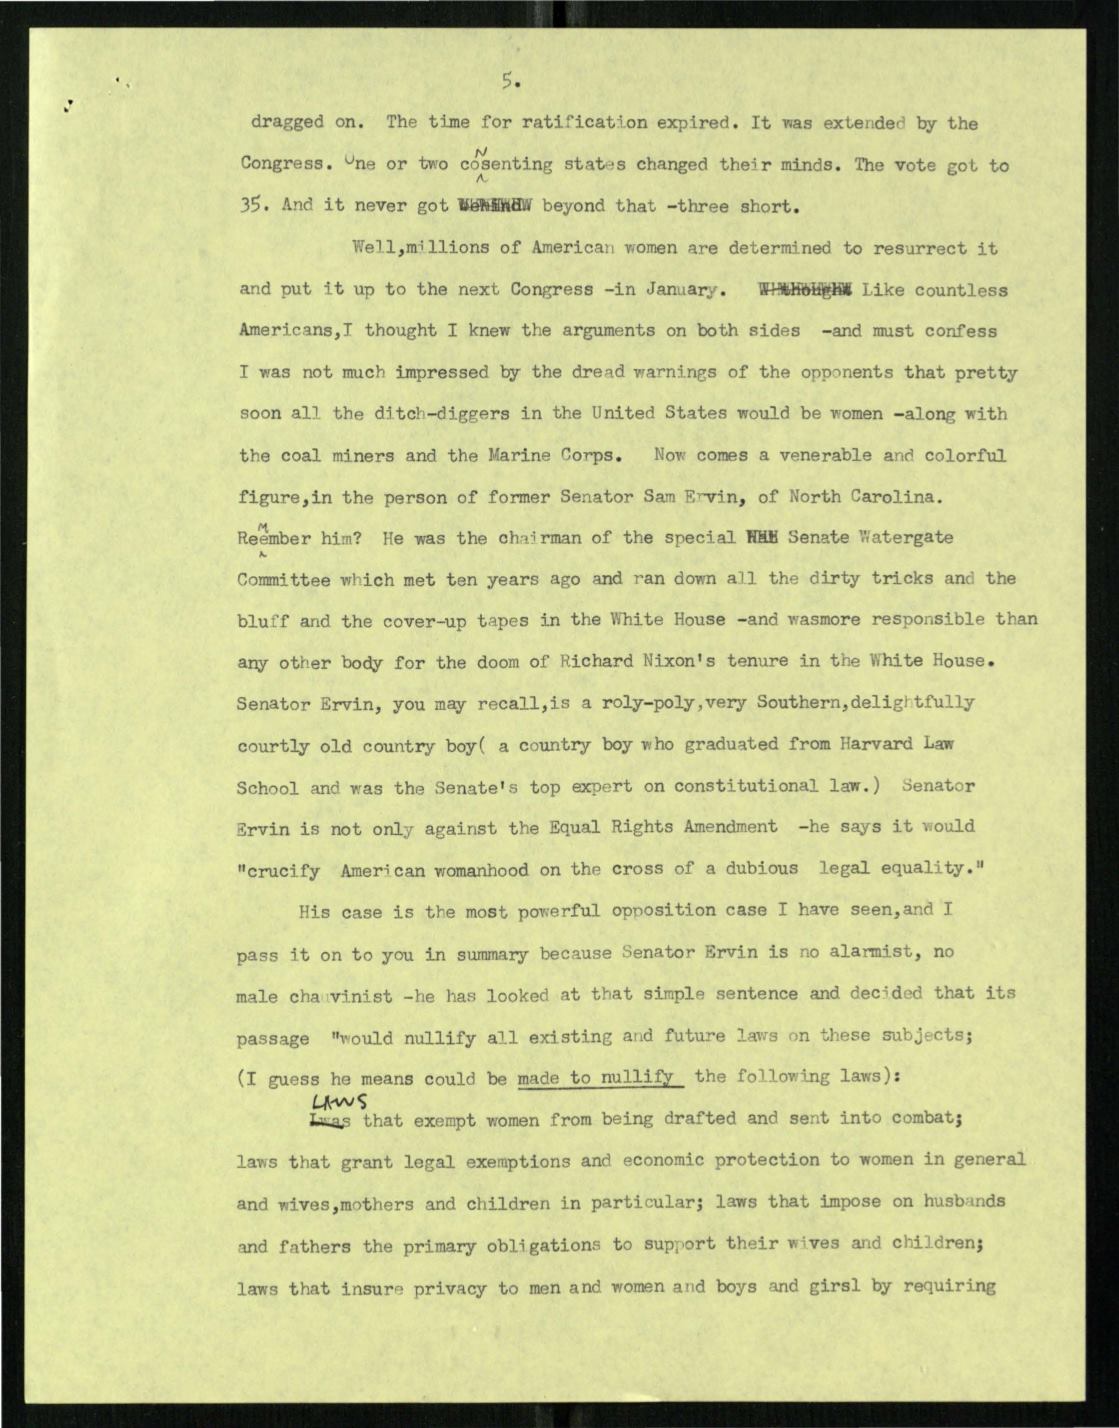 5.
dragged on. The time for ratification expired. It was extended by the
Congress. One or two cosenting states changed their minds. The vote got to
N
35. And it never got beyond that -three short.
Well,millions of American women are determined to resurrect it
and put it up to the next Congress -in January. Like countless
Americans,I thought I knew the arguments on both sides -and must confess
I was not much impressed by the dread warnings of the opponents that pretty
soon all the ditch-diggers in the United States would be women -along with
the coal miners and the Marine Corps. Now comes a venerable and colorful
figure,in the person of former Senator Sam Ervin, of North Carolina.
M
Reember him? He was the chairman of the special Senate Watergate
Committee which met ten years ago and ran down all the dirty tricks and the
bluff and the cover-up tapes in the White House -and wasmore responsible than
any other body for the doom of Richard Nixon's tenure in the White House.
Senator Ervin, you may recall,is a roly-poly,very Southern,delightfully
courtly old country boy( a country boy who graduated from Harvard Law
School and was the Senate's top expert on constitutional law.) Senator
Ervin is not only against the Equal Rights Amendment -he says it would
"crucify American womanhood on the cross of a dubious legal equality."
His case is the most powerful opposition case I have seen,and I
pass it on to you in summary because Senator Ervin is no alarmist, no
male chauvinist -he has looked at that simple sentence and decided that its
passage "would nullify all existing and future laws on these subjects;
(I guess he means could be made to nullify the following laws):
LAWS
Lwas that exempt women from being drafted and sent into combat;
laws that grant legal exemptions and economic protection to women in general
and wives,mothers and children in particular; laws that impose on husbands
and fathers the primary obligations to support their wives and children;
laws that insure privacy to men and women and boys and girsl by requiring